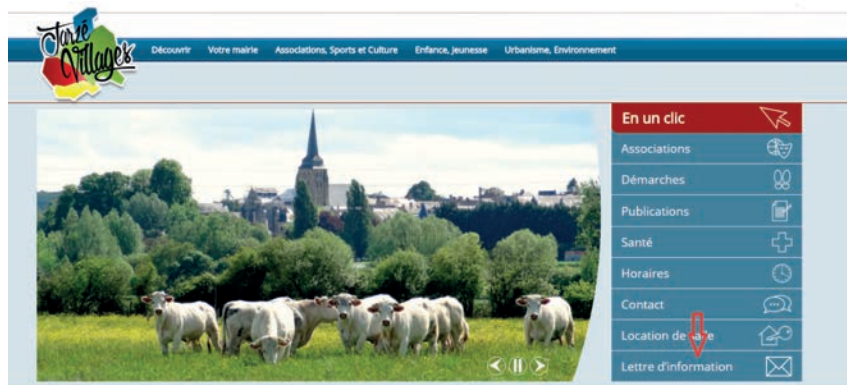 Jarzé
Villages
Découvrir Votre mairie Associations, Sports et Culture Enfance, Jeunesse Urbanisme, Environnement
En un clic
Associations
Démarches
Publications
Santé
Horaires
Contact
Location de
Lettre d'information